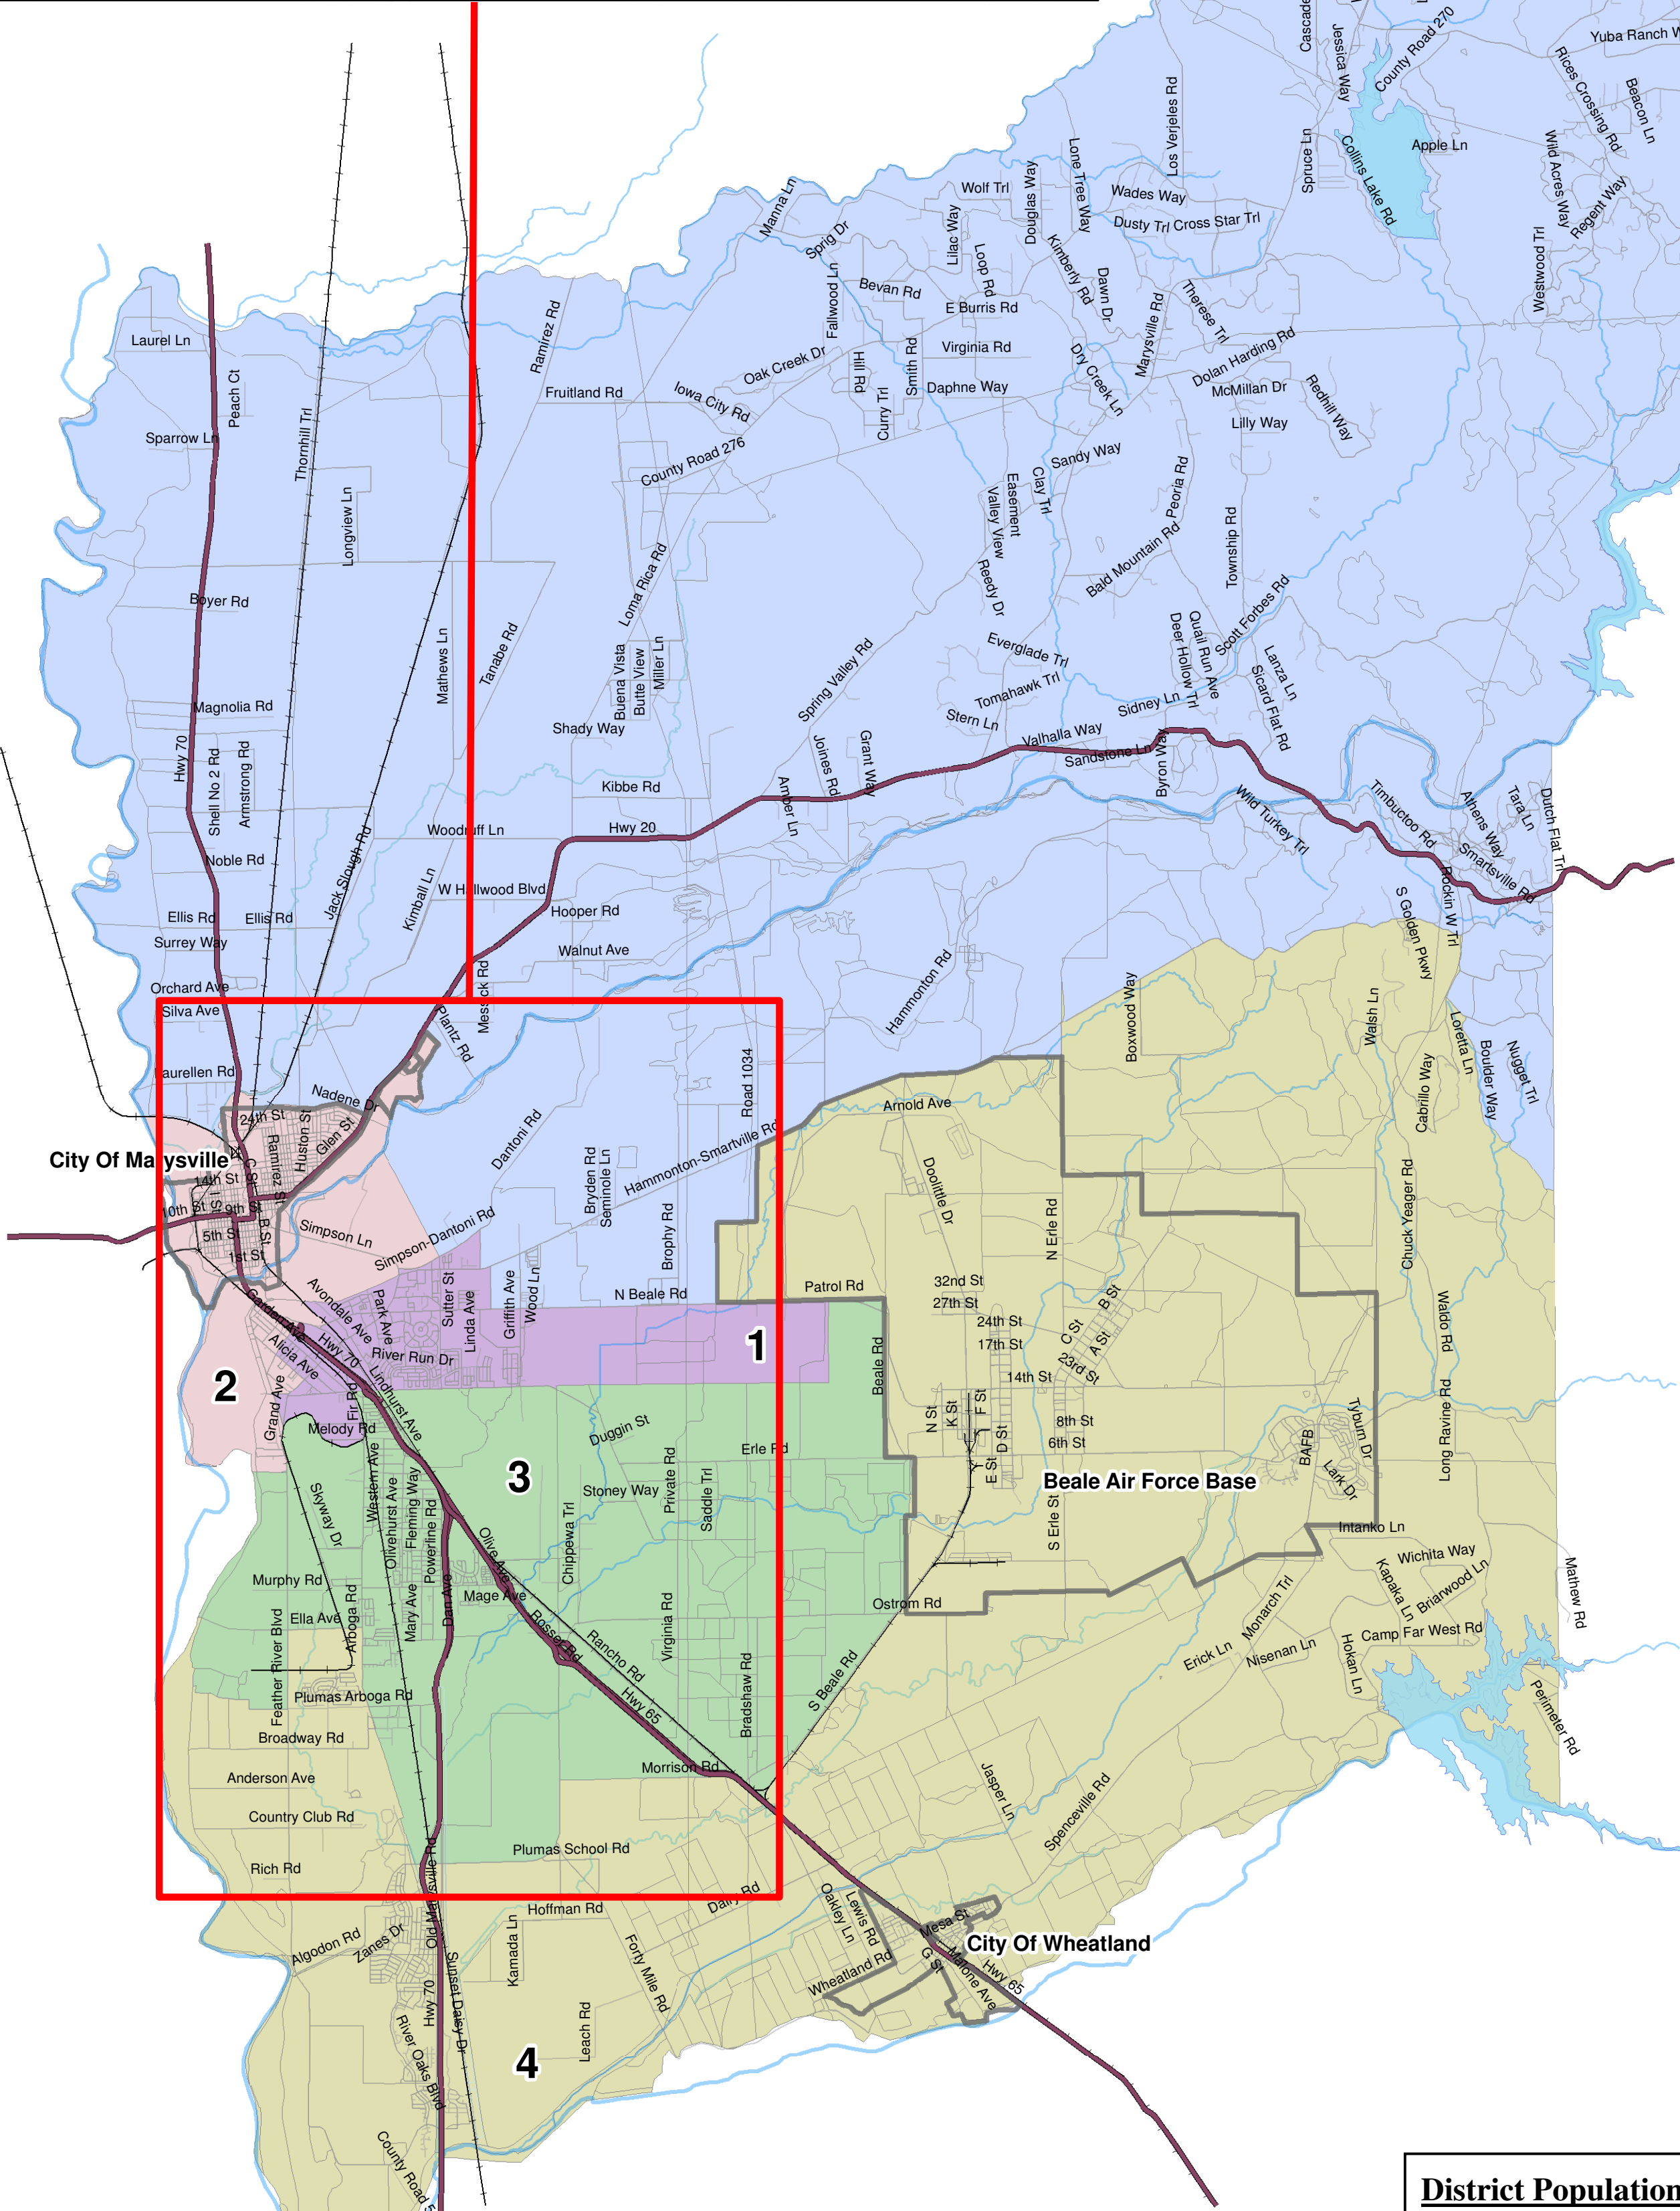 Cascade
Jessica Way
County Road 270
Yuba Ranch W
Rices Crossing Rd
Beacon Ln
Los Verjeles Rd
Spruce Ln
Collins Lake Rd
Apple Ln
Wild Acres Way
Regent Way
Westwood Trl
Lone Tree Way
Wolf Trl
Douglas Way
Wades Way
Dusty Trl
Cross Star Trl
Manna Ln
Sprig Dr
Lilac Way
Loop Rd
Kimberly Rd
Dawn Dr
Bevan Rd
Fallwood Ln
E Burris Rd
Marysville Rd
Therese Trl
Laurel Ln
Ramirez Rd
Virginia Rd
Dolan Harding Rd
Oak Creek Dr
Hill Rd
Smith Rd
Dry Creek Ln
Peach Ct
Fruitland Rd
Iowa City Rd
Curry Trl
Daphne Way
McMillan Dr
Redhill Way
Lilly Way
Sparrow Ln
Thornhill Trl
County Road 276
Sandy Way
Clay Trl
Easement
Valley View
Peoria Rd
Longview Ln
Township Rd
Bald Mountain Rd
Reedy Dr
Loma Rica Rd
Boyer Rd
Scott Forbes Rd
Quail Run Ave
Deer Hollow Trl
Mathews Ln
Tanabe Rd
Buena Vista
Butte View
Miller Ln
Spring Valley Rd
Everglade Trl
Tomahawk Trl
Lanza Ln
Sicard Flat Rd
Sidney Ln
Stern Ln
Magnolia Rd
Shady Way
Valhalla Way
Sandstone Ln
Byron Way
Hwy 70
Shell No 2 Rd
Armstrong Rd
Joines Rd
Grant Way
Amber Ln
Kibbe Rd
Wild Turkey Trl
Timbuctoo Rd
Athens Way
Tara Ln
Dutch Flat Trl
Smartsville Rd
Noble Rd
Jack Slough Rd
Woodruff Ln
Hwy 20
Kimball Ln
W Hallwood Blvd
Hooper Rd
Rockin W Trl
S Golden Pkwy
Ellis Rd
Ellis Rd
Surrey Way
Walnut Ave
Hammonton Rd
Orchard Ave
Silva Ave
Messick Rd
Plantz Rd
Boxwood Way
Walsh Ln
Loretta Ln
Boulder Way
Nugget Trl
Laurellen Rd
Nadene Dr
Road 1034
Arnold Ave
Cabrillo Way
24th St
Huston St
Glen St
Ramirez St
Dantoni Rd
City Of Marysville
C St
14th St
I St
10th St
9th St
B St
5th St
1st St
Bryden Rd
Seminole Ln
Hammonton-Smartville Rd
Doolittle Dr
N Erle Rd
Chuck Yeager Rd
Simpson Ln
Simpson-Dantoni Rd
Brophy Rd
Patrol Rd
32nd St
27th St
24th St
17th St
14th St
B St
C St
A St
23rd St
Garden Ave
Avondale Ave
Park Ave
Sutter St
Linda Ave
Griffith Ave
Wood Ln
N Beale Rd
Waldo Rd
1
Alicia Ave
Hwy 70
River Run Dr
Beale Rd
2
Grand Ave
Fir Rd
Lindhurst Ave
Melody Rd
N St
K St
F St
D St
E St
8th St
6th St
BAFB
Tyburn Dr
Lark Dr
Long Ravine Rd
Duggin St
Erle Rd
3
Beale Air Force Base
Skyway Dr
Western Ave
Olivehurst Ave
Fleming Way
Powerline Rd
Stoney Way
Private Rd
Saddle Trl
S Erle St
Intanko Ln
Olive Ave
Chippewa Trl
Wichita Way
Kapaka Ln
Briarwood Ln
Mathew Rd
Murphy Rd
Mary Ave
Dan Ave
Mage Ave
Ostrom Rd
Monarch Trl
Ella Ave
Arboga Rd
Feather River Blvd
Rosser Rd
Rancho Rd
Virginia Rd
Camp Far West Rd
Erick Ln
Nisenan Ln
Hokan Ln
S Beale Rd
Plumas Arboga Rd
Hwy 65
Bradshaw Rd
Perimeter Rd
Broadway Rd
Morrison Rd
Anderson Ave
Jasper Ln
Spenceville Rd
Country Club Rd
Plumas School Rd
Rich Rd
Old Marysville Rd
Dairy Rd
Oakley Ln
Lewis Rd
Hoffman Rd
Mesa St
City Of Wheatland
Algodon Rd
Zanes Dr
Kamada Ln
Forty Mile Rd
Wheatland Rd
G St
Malone Ave
Hwy 65
Hwy 70
Sunset Daisy Dr
River Oaks Blvd
Leach Rd
4
County Road 5
District Population